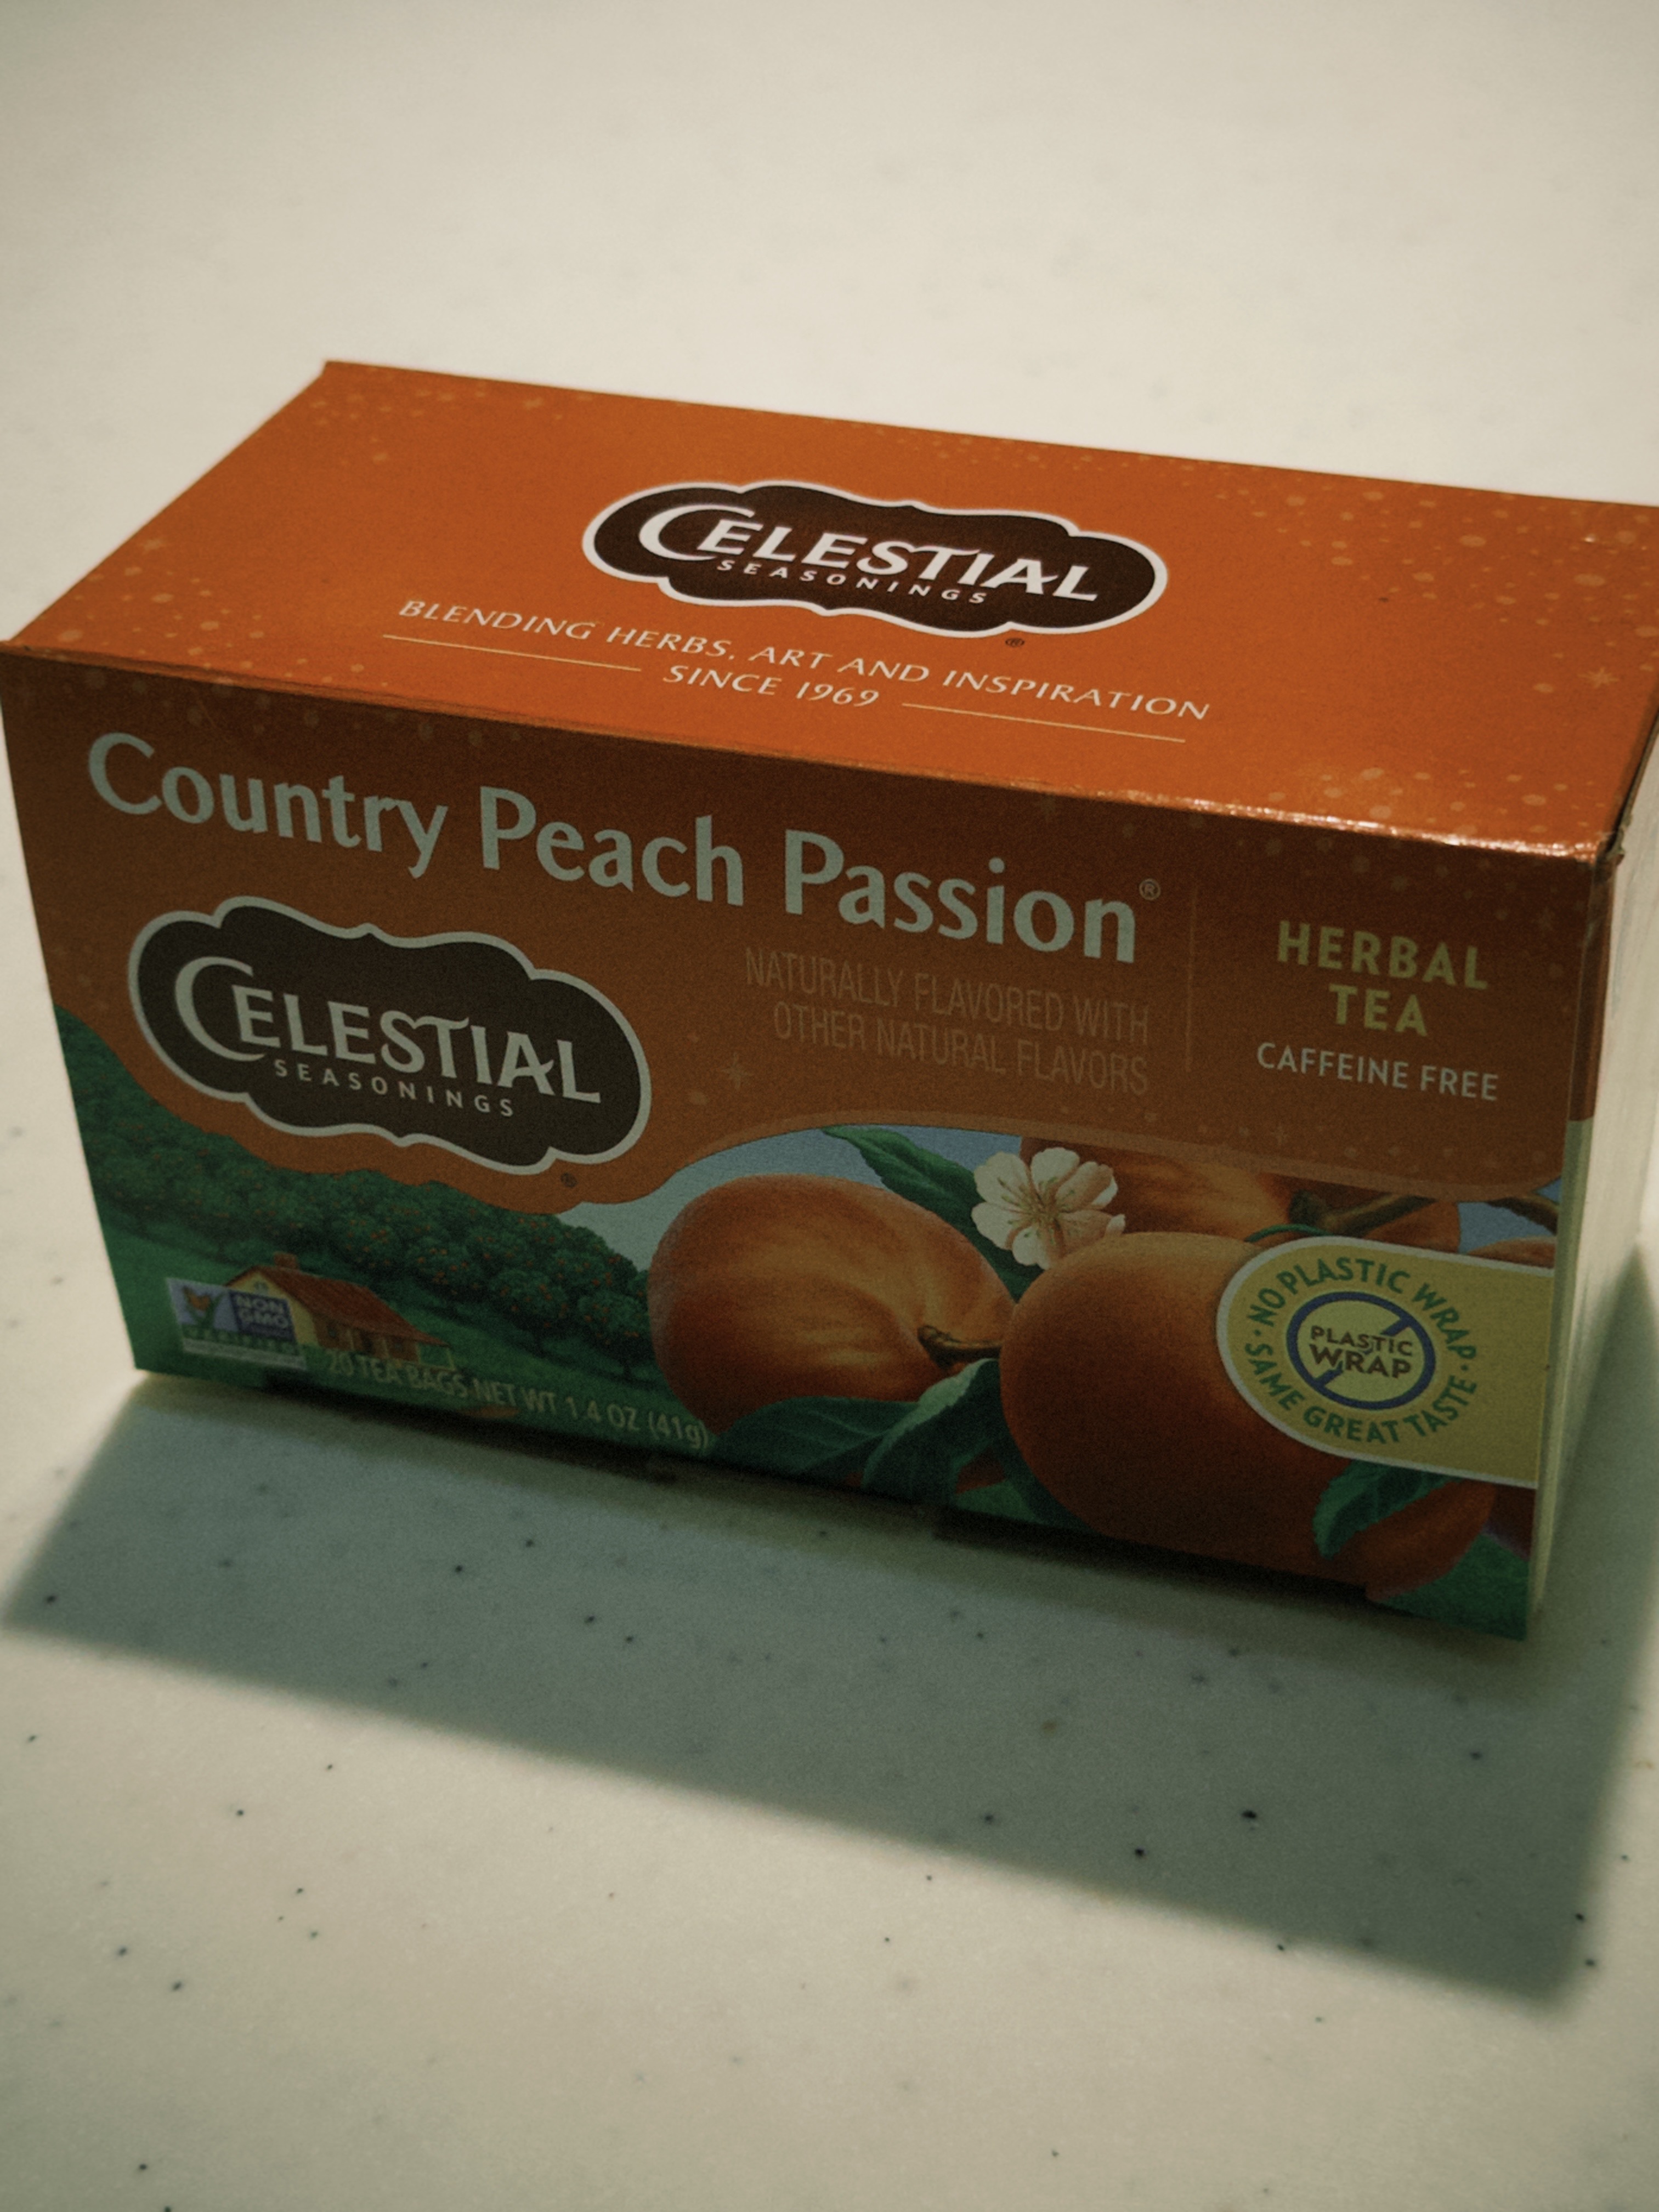 CELESTIAL
SEASONINGS
®
BLENDING HERBS, ART AND INSPIRATION
SINCE 1969
Country Peach Passion®
CELESTIAL
SEASONINGS
®
NATURALLY FLAVORED WITH
OTHER NATURAL FLAVORS
HERBAL
TEA
CAFFEINE FREE
NON
GMO
VERIFIED
20 TEA BAGS NET WT 1.4 OZ (41g)
• NO PLASTIC WRAP •
PLASTIC
WRAP
SAME GREAT TASTE